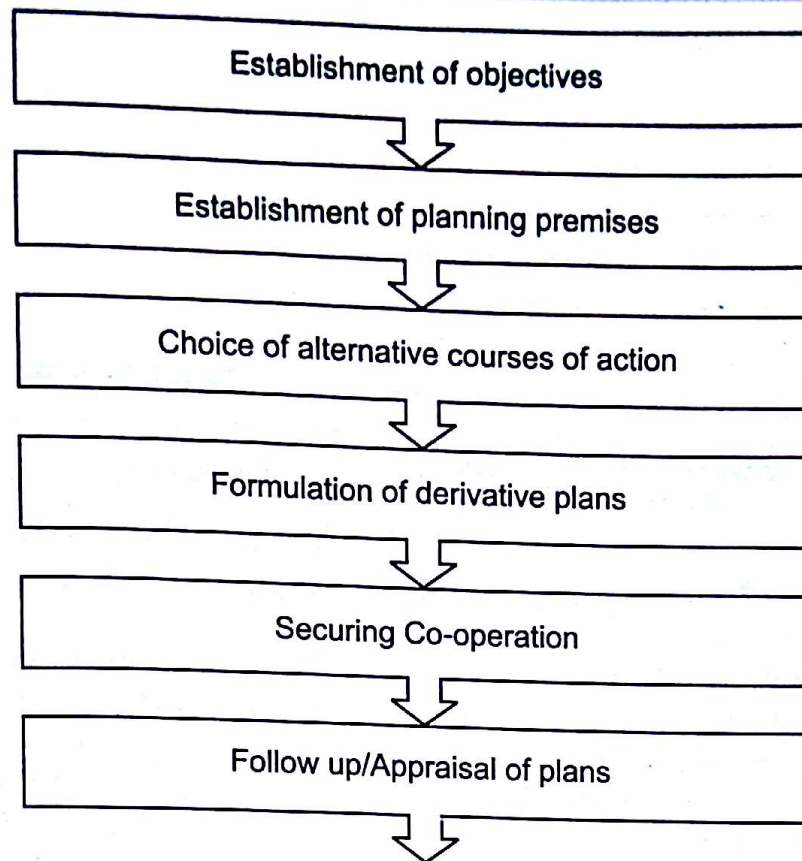 Establishment of objectives
Establishment of planning premises
Choice of alternative courses of action
Formulation of derivative plans
Securing Co-operation
Follow up/Appraisal of plans